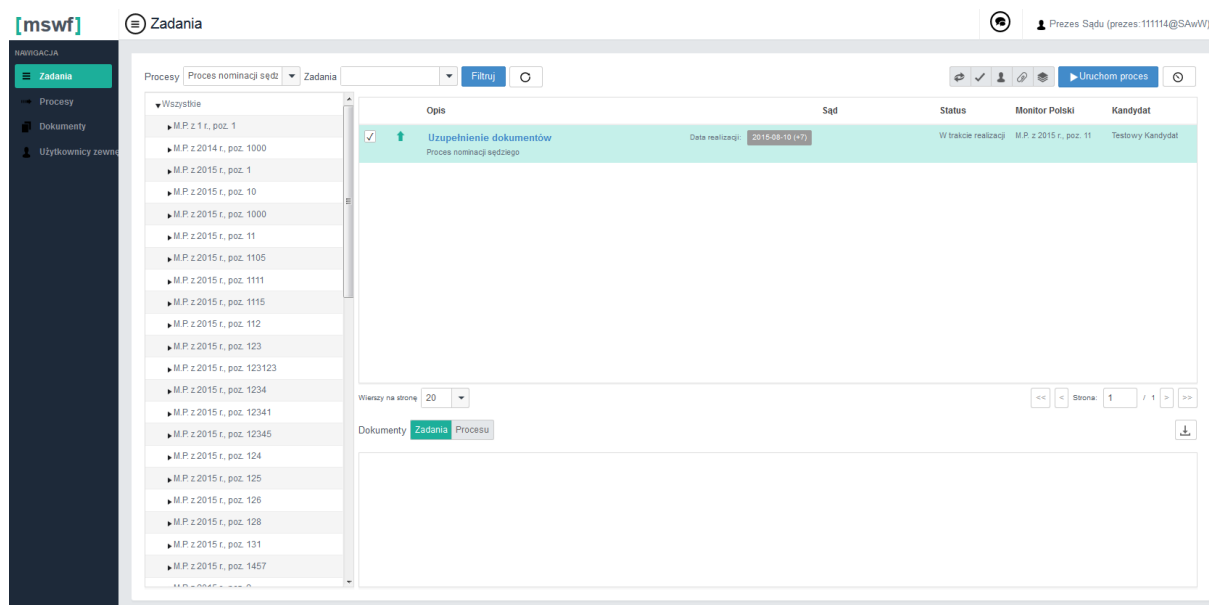 [mswf]
Zadania
Prezes Sądu (prezes:111114@SAwW)
NAWIGACJA
Zadania
Procesy
Dokumenty
Użytkownicy zewnę
Procesy Proces nominacji sędz Zadania Filtruj Uruchom proces
Wszystkie
M.P. z 1 r., poz. 1
M.P. z 2014 r., poz. 1000
M.P. z 2015 r., poz. 1
M.P. z 2015 r., poz. 10
M.P. z 2015 r., poz. 1000
M.P. z 2015 r., poz. 11
M.P. z 2015 r., poz. 1105
M.P. z 2015 r., poz. 1111
M.P. z 2015 r., poz. 1115
M.P. z 2015 r., poz. 112
M.P. z 2015 r., poz. 123
M.P. z 2015 r., poz. 123123
M.P. z 2015 r., poz. 1234
M.P. z 2015 r., poz. 12341
M.P. z 2015 r., poz. 12345
M.P. z 2015 r., poz. 124
M.P. z 2015 r., poz. 125
M.P. z 2015 r., poz. 126
M.P. z 2015 r., poz. 128
M.P. z 2015 r., poz. 131
M.P. z 2015 r., poz. 1457
Opis Sąd Status Monitor Polski Kandydat
Uzupełnienie dokumentów Data realizacji: 2015-08-10 (+7) W trakcie realizacji M.P. z 2015 r., poz. 11 Testowy Kandydat
Proces nominacji sędziego
Wierszy na stronę 20 << < Strona: 1 / 1 > >>
Dokumenty Zadania Procesu